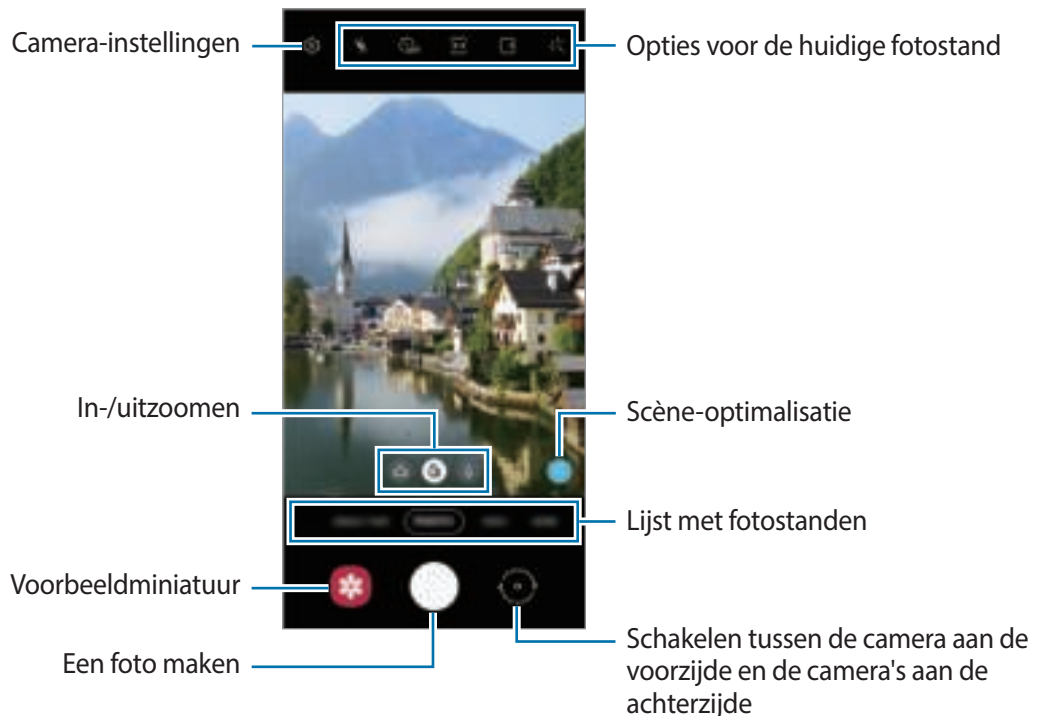 Camera-instellingen
Opties voor de huidige fotostand
In-/uitzoomen
Scène-optimalisatie
Lijst met fotostanden
Voorbeeldminiatuur
Een foto maken
Schakelen tussen de camera aan de
voorzijde en de camera's aan de
achterzijde